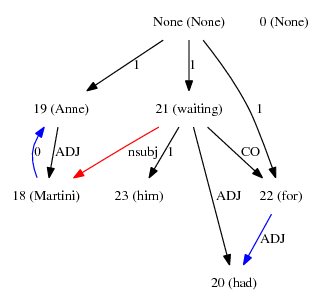 None (None) 0 (None)
1 1 1
19 (Anne) 21 (waiting)
0 ADJ nsubj 1 CO
18 (Martini) 23 (him) ADJ 22 (for)
ADJ
20 (had)